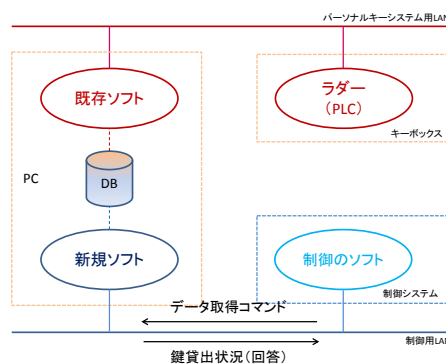 パーソナルキーシステム用LAN
既存ソフト
ラダー
（PLC）
キーボックス
PC
DB
新規ソフト
制御のソフト
制御システム
データ取得コマンド
制御用LAN
鍵貸出状況（回答）